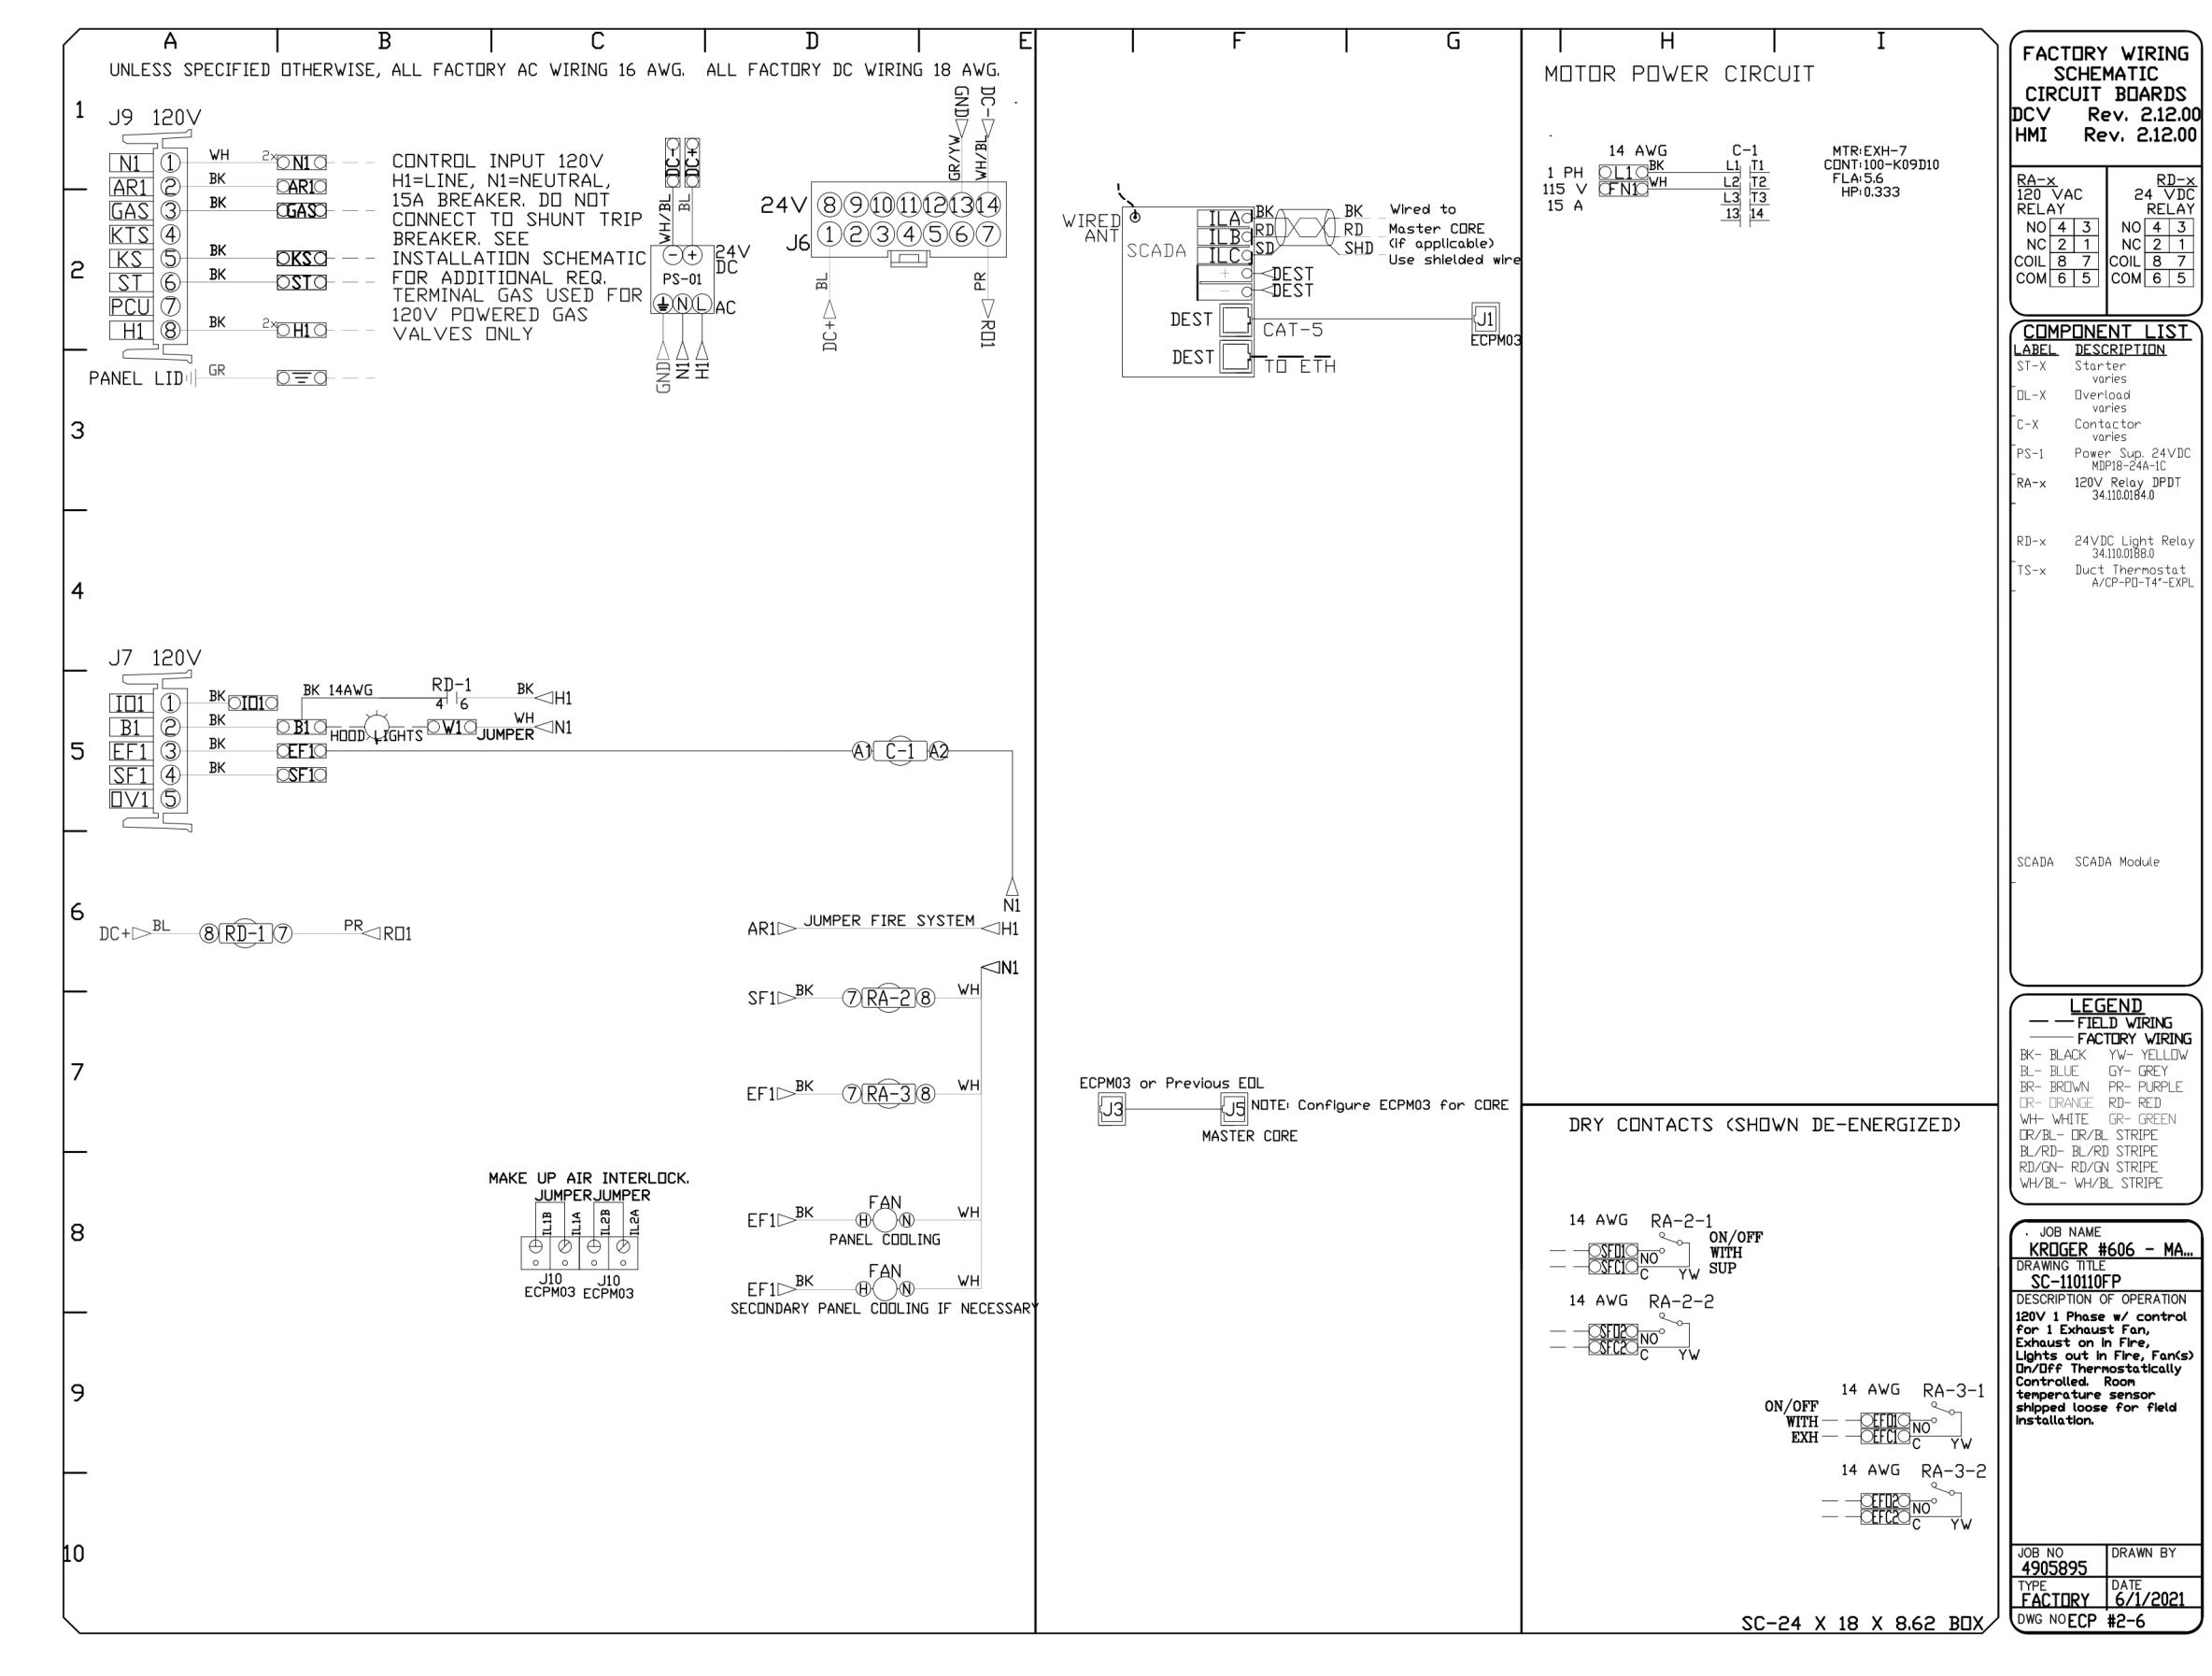 A B C D E F G H I
UNLESS SPECIFIED OTHERWISE, ALL FACTORY AC WIRING 16 AWG. ALL FACTORY DC WIRING 18 AWG.
1
2
3
4
5
6
7
8
9
10
J9 120V
N1 1 WH 2x N1
AR1 2 BK AR1
GAS 3 BK GAS
KTS 4
KS 5 BK KS
ST 6 BK ST
PCU 7
H1 8 BK 2x H1
PANEL LID GR
CONTROL INPUT 120V
H1=LINE, N1=NEUTRAL,
15A BREAKER. DO NOT
CONNECT TO SHUNT TRIP
BREAKER. SEE
INSTALLATION SCHEMATIC
FOR ADDITIONAL REQ.
TERMINAL GAS USED FOR
120V POWERED GAS
VALVES ONLY
DC- DC+
WH/BL BL
- + 24V
DC
PS-01
N L AC
GND N1 H1
GND DC-
GR/YW WH/BL
24V 8 9 10 11 12 13 14
J6 1 2 3 4 5 6 7
BL PR
DC+ RO1
J7 120V
IO1 1 BK IO1
B1 2 BK B1
EF1 3 BK EF1
SF1 4 BK SF1
OV1 5
BK 14AWG RD-1 BK H1
4 6
HOOD LIGHTS W1 JUMPER WH N1
A1 C-1 A2
N1
DC+ BL 8 RD-1 7 PR RO1
AR1 JUMPER FIRE SYSTEM H1
N1
SF1 BK 7 RA-2 8 WH
EF1 BK 7 RA-3 8 WH
FAN
EF1 BK H N WH
PANEL COOLING
FAN
EF1 BK H N WH
SECONDARY PANEL COOLING IF NECESSARY
MAKE UP AIR INTERLOCK.
JUMPER JUMPER
IL1B IL1A IL2B IL2A
J10 J10
ECPM03 ECPM03
WIRED
ANT
SCADA
ILA BK BK
ILB RD RD
ILC SD SHD
Wired to
Master CORE
(if applicable)
Use shielded wire
+ DEST
- DEST
DEST CAT-5 J1
ECPM03
DEST TO ETH
ECPM03 or Previous EOL
J3 J5 NOTE: Configure ECPM03 for CORE
MASTER CORE
MOTOR POWER CIRCUIT
14 AWG C-1
1 PH L1 BK L1 T1
115 V FN1 WH L2 T2
15 A L3 T3
13 14
MTR:EXH-7
CONT:100-K09D10
FLA:5.6
HP:0.333
DRY CONTACTS (SHOWN DE-ENERGIZED)
14 AWG RA-2-1
SFO1 NO
SFC1 C YW
ON/OFF
WITH
SUP
14 AWG RA-2-2
SFO2 NO
SFC2 C YW
14 AWG RA-3-1
ON/OFF
WITH
EXH
EFO1 NO
EFC1 C YW
14 AWG RA-3-2
EFO2 NO
EFC2 C YW
SC-24 X 18 X 8.62 BOX
FACTORY WIRING
SCHEMATIC
CIRCUIT BOARDS
DCV Rev. 2.12.00
HMI Rev. 2.12.00
RA-x RD-x
120 VAC 24 VDC
RELAY RELAY
NO 4 3 NO 4 3
NC 2 1 NC 2 1
COIL 8 7 COIL 8 7
COM 6 5 COM 6 5
COMPONENT LIST
LABEL DESCRIPTION
ST-X Starter
varies
OL-X Overload
varies
C-X Contactor
varies
PS-1 Power Sup. 24VDC
MDP18-24A-1C
RA-x 120V Relay DPDT
34.110.0184.0
RD-x 24VDC Light Relay
34.110.0188.0
TS-x Duct Thermostat
A/CP-PO-T4"-EXPL
SCADA SCADA Module
LEGEND
FIELD WIRING
FACTORY WIRING
BK- BLACK YW- YELLOW
BL- BLUE GY- GREY
BR- BROWN PR- PURPLE
OR- ORANGE RD- RED
WH- WHITE GR- GREEN
OR/BL- OR/BL STRIPE
BL/RD- BL/RD STRIPE
RD/GN- RD/GN STRIPE
WH/BL- WH/BL STRIPE
JOB NAME
KROGER #606 - MA...
DRAWING TITLE
SC-110110FP
DESCRIPTION OF OPERATION
120V 1 Phase w/ control
for 1 Exhaust Fan,
Exhaust on in Fire,
Lights out in Fire, Fan(s)
On/Off Thermostatically
Controlled. Room
temperature sensor
shipped loose for field
installation.
JOB NO DRAWN BY
4905895
TYPE DATE
FACTORY 6/1/2021
DWG NO ECP #2-6